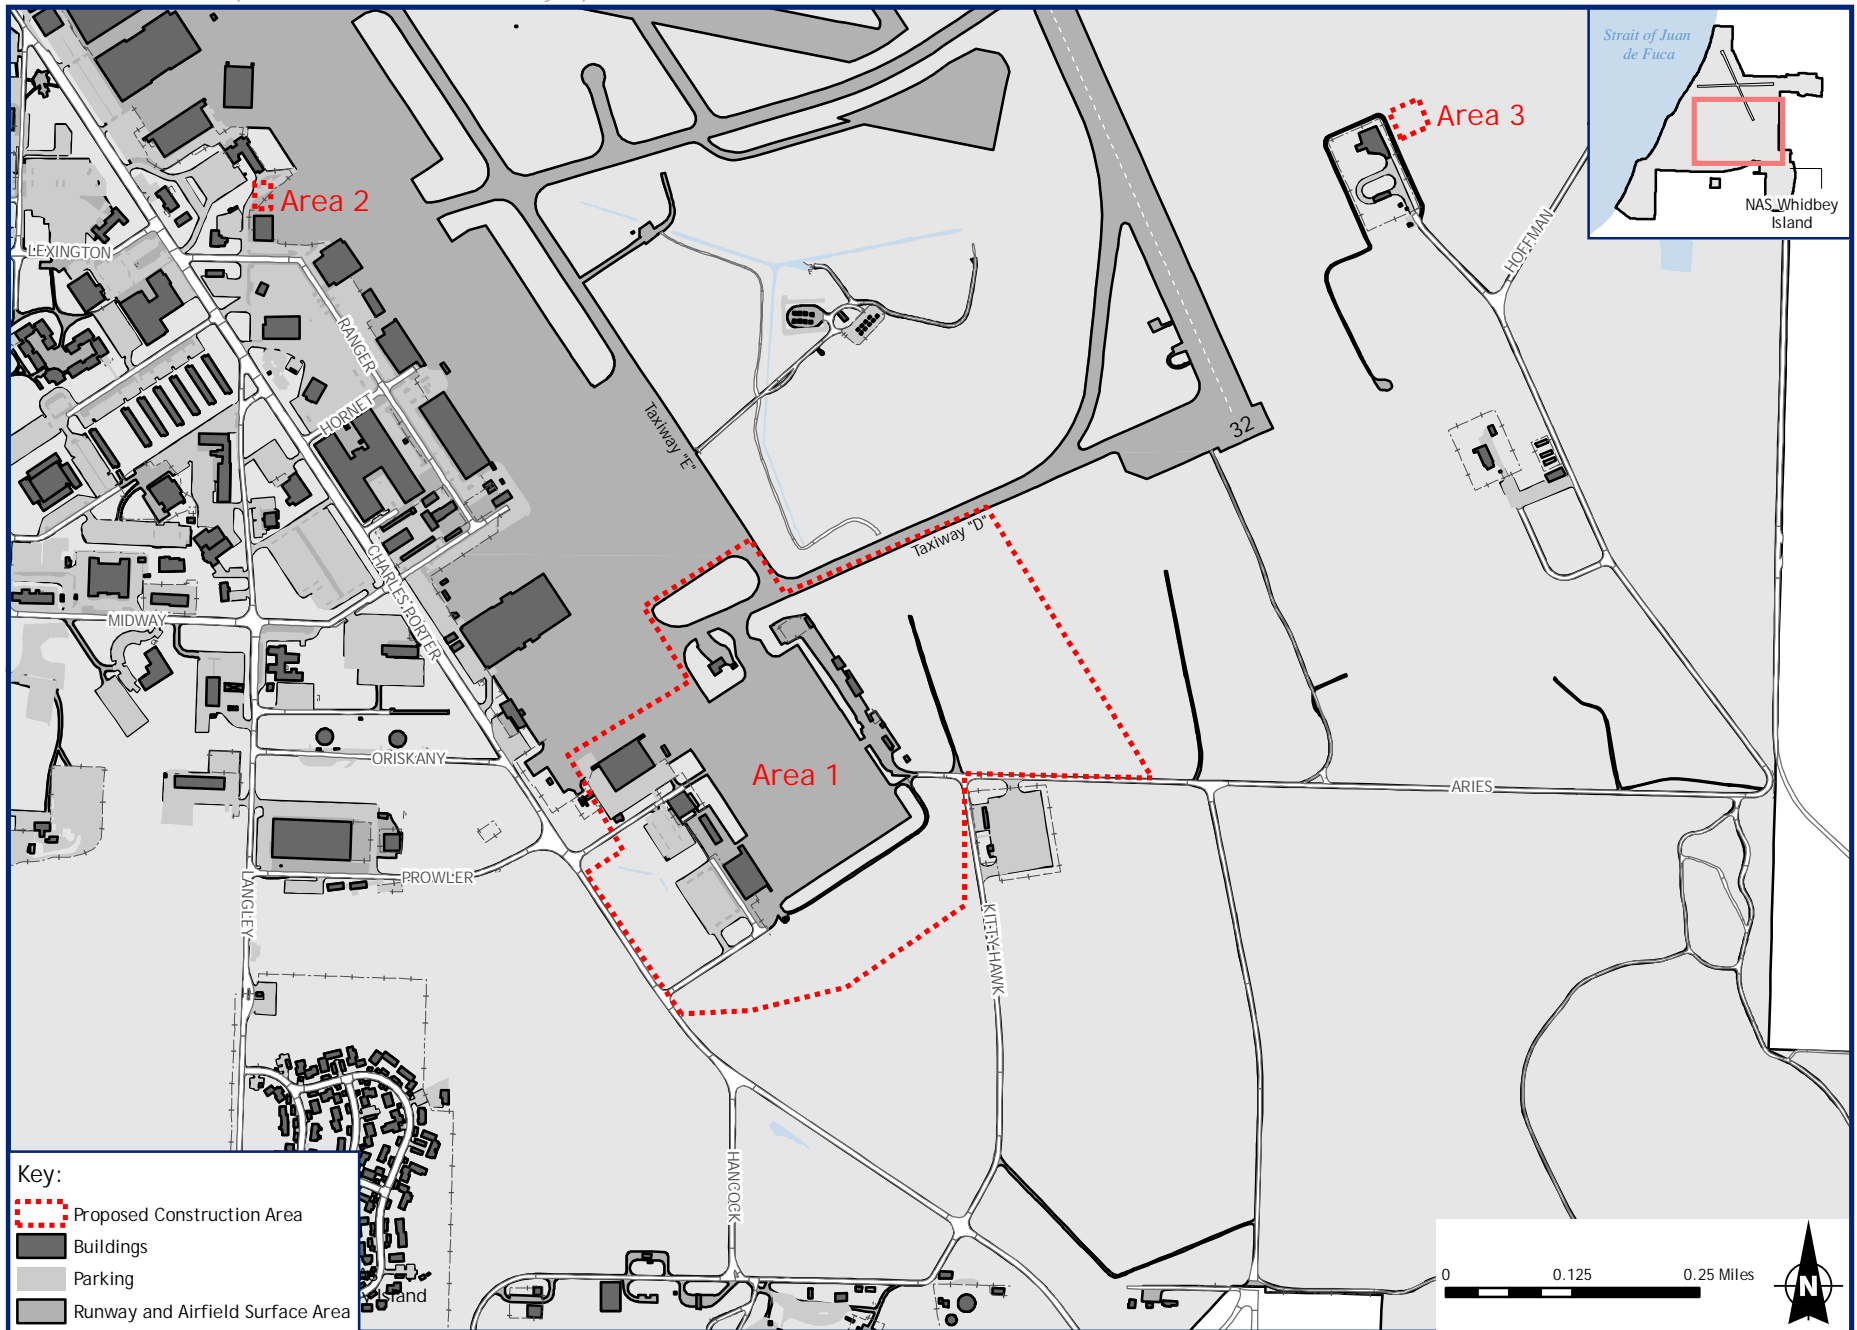 Strait of Juan
de Fuca
NAS Whidbey
Island
Area 3
Area 2
LEXINGTON
HOFFMAN
RANGER
HORNET
Taxiway "E"
32
Taxiway "D"
CHARLES PORTER
MIDWAY
ORISKANY
Area 1
ARIES
PROWLER
LANGLEY
KITTY HAWK
HANCOCK
Key:
Proposed Construction Area
Buildings
Parking
Runway and Airfield Surface Area
Island
0 0.125 0.25 Miles
N